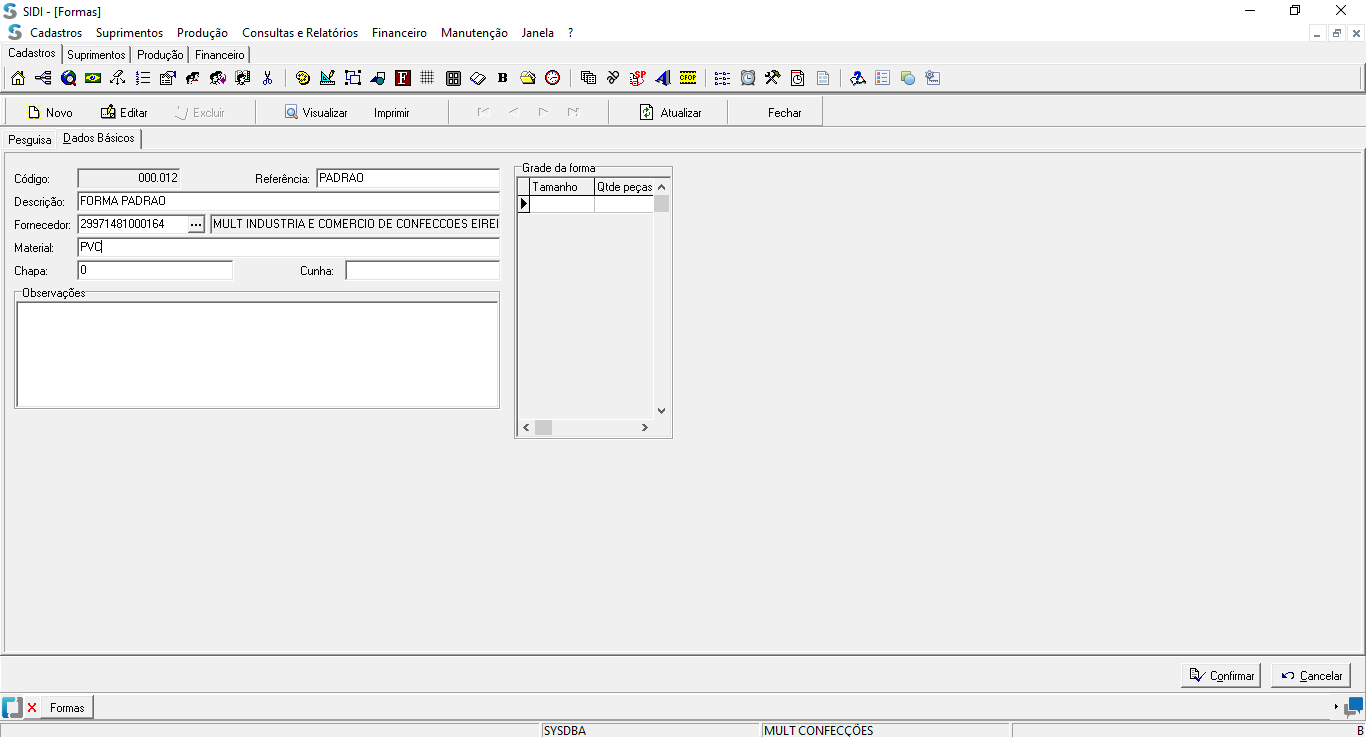 SIDI - [Formas]
Cadastros Suprimentos Produção Consultas e Relatórios Financeiro Manutenção Janela ?
Cadastros Suprimentos Produção Financeiro
F B SP CFOP
Novo Editar Excluir Visualizar Imprimir Atualizar Fechar
Pesquisa Dados Básicos
Código: 000.012 Referência: PADRAO
Descrição: FORMA PADRAO
Fornecedor: 29971481000164 ... MULT INDUSTRIA E COMERCIO DE CONFECCOES EIREI
Material: PVC
Chapa: 0 Cunha:
Observações
Grade da forma
Tamanho Qtde peças
Confirmar Cancelar
Formas
SYSDBA MULT CONFECÇÕES B